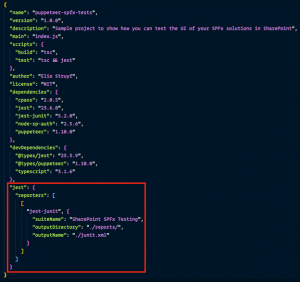 {
"name": "puppeteer-spfx-tests",
"version": "1.0.0",
"description": "Sample project to show how you can test the UI of your SPFx solutions in SharePoint",
"main": "index.js",
"scripts": {
"build": "tsc",
"test": "tsc && jest"
},
"author": "Elio Struyf",
"license": "MIT",
"dependencies": {
"cpass": "2.0.3",
"jest": "23.6.0",
"jest-junit": "5.2.0",
"node-sp-auth": "2.5.6",
"puppeteer": "1.10.0"
},
"devDependencies": {
"@types/jest": "23.3.9",
"@types/puppeteer": "1.10.0",
"typescript": "3.1.6"
},
"jest": {
"reporters": [
[
"jest-junit", {
"suiteName": "SharePoint SPFx Testing",
"outputDirectory": "./reports/",
"outputName": "./junit.xml"
}
]
]
}
}